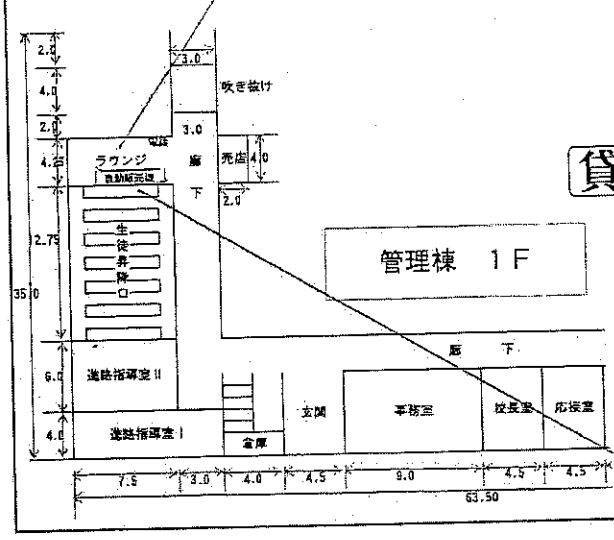 2.0
3.0
4.0
吹き抜け
2.0
3.0
電話
ラウンジ
廊下
売店
4.0
自動販売機
2.0
貸
生徒昇降口
2.75
管理棟 1F
35.0
廊下
6.0
進路指導室 II
玄関
事務室
校長室
応接室
4.0
進路指導室 I
倉庫
7.5
3.0
4.0
4.5
9.0
4.5
4.5
63.50